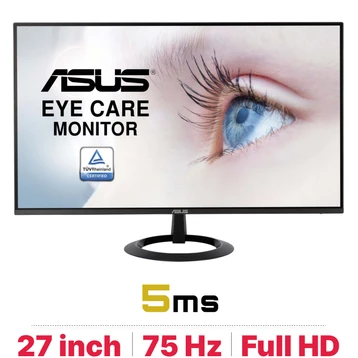 ASUS
EYE CARE
MONITOR
TÜVRheinland
CERTIFIED
ASUS
5ms
27 inch | 75 Hz | Full HD